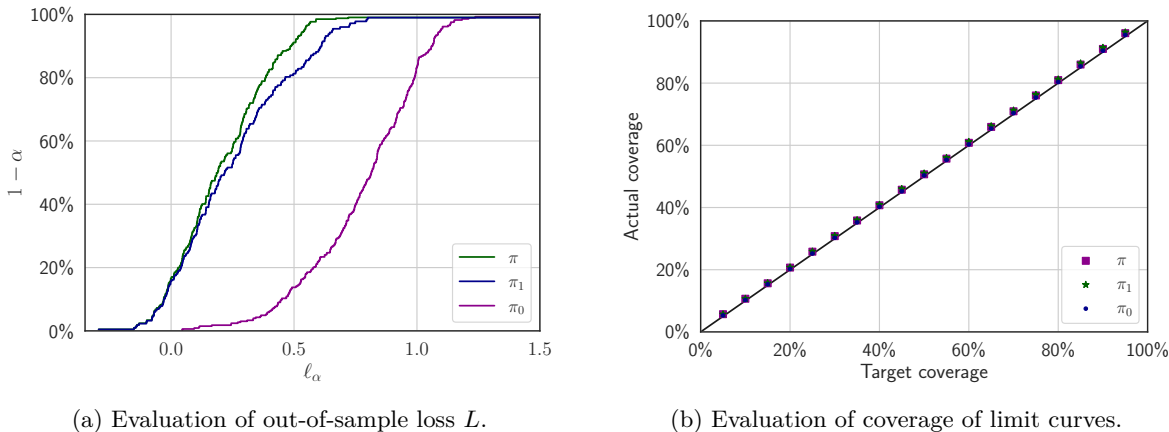 100%
80%
60%
40%
20%
0%
1 − α
0.0 0.5 1.0 1.5
ℓα
π
π1
π0
(a) Evaluation of out-of-sample loss L.
100%
80%
60%
40%
20%
0%
Actual coverage
0% 20% 40% 60% 80% 100%
Target coverage
π
π1
π0
(b) Evaluation of coverage of limit curves.